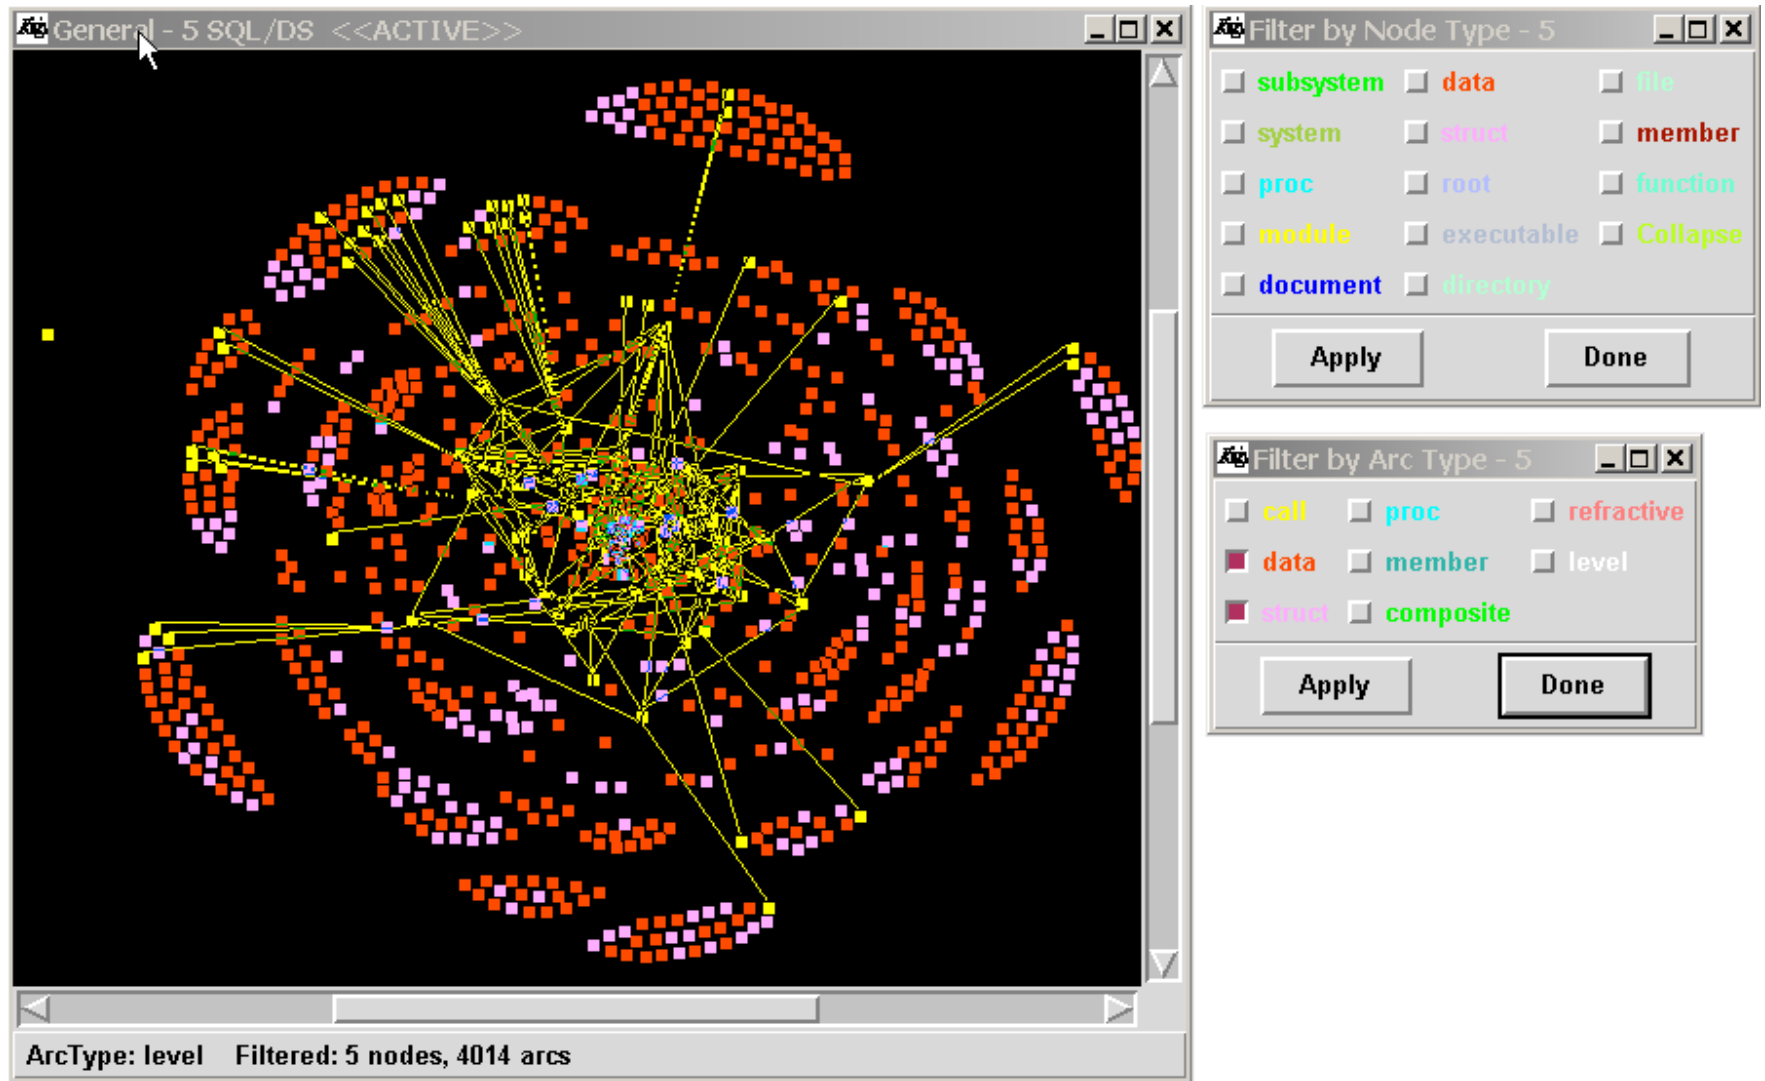 General - 5 SQL/DS <<ACTIVE>>
ArcType: level Filtered: 5 nodes, 4014 arcs
Filter by Node Type - 5
subsystem data file
system struct member
proc root function
module executable Collapse
document directory
Apply Done
Filter by Arc Type - 5
call proc refractive
data member level
struct composite
Apply Done